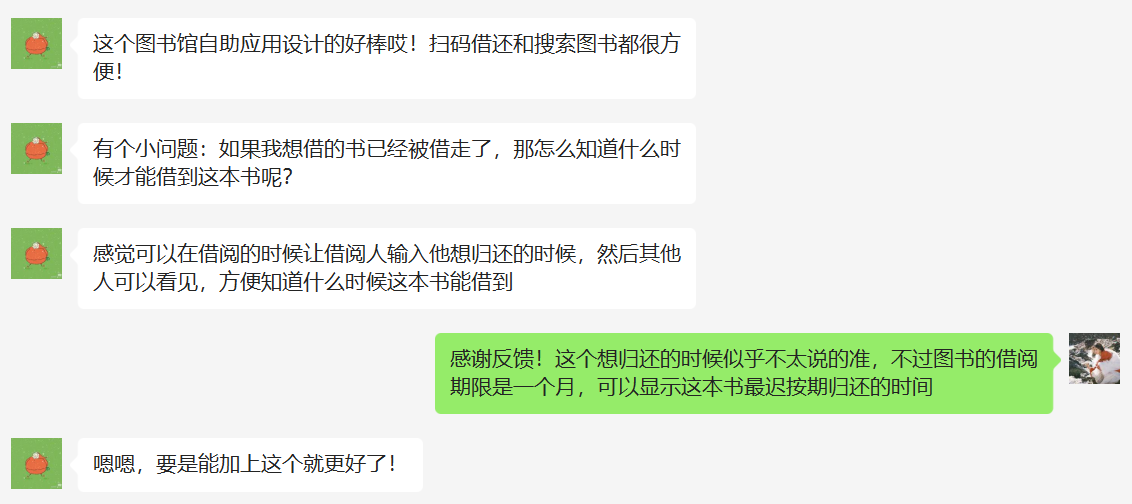 这个图书馆自助应用设计的好棒哎！扫码借还和搜索图书都很方
便！
有个小问题：如果我想借的书已经被借走了，那怎么知道什么时
候才能借到这本书呢？
感觉可以在借阅的时候让借阅人输入他想归还的时候，然后其他
人可以看见，方便知道什么时候这本书能借到
感谢反馈！这个想归还的时候似乎不太说的准，不过图书的借阅
期限是一个月，可以显示这本书最迟按期归还的时间
嗯嗯，要是能加上这个就更好了！